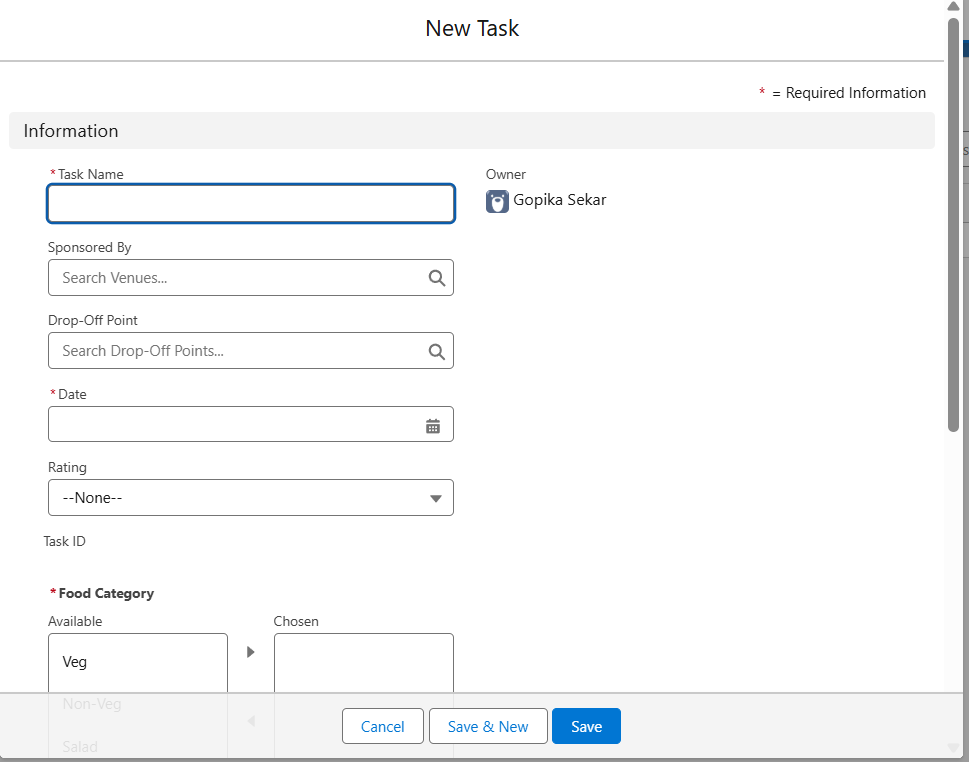 New Task
* = Required Information
Information
* Task Name
Owner
Gopika Sekar
Sponsored By
Search Venues...
Drop-Off Point
Search Drop-Off Points...
* Date
Rating
--None--
Task ID
* Food Category
Available
Chosen
Veg
Non-Veg
Salad
Cancel
Save & New
Save